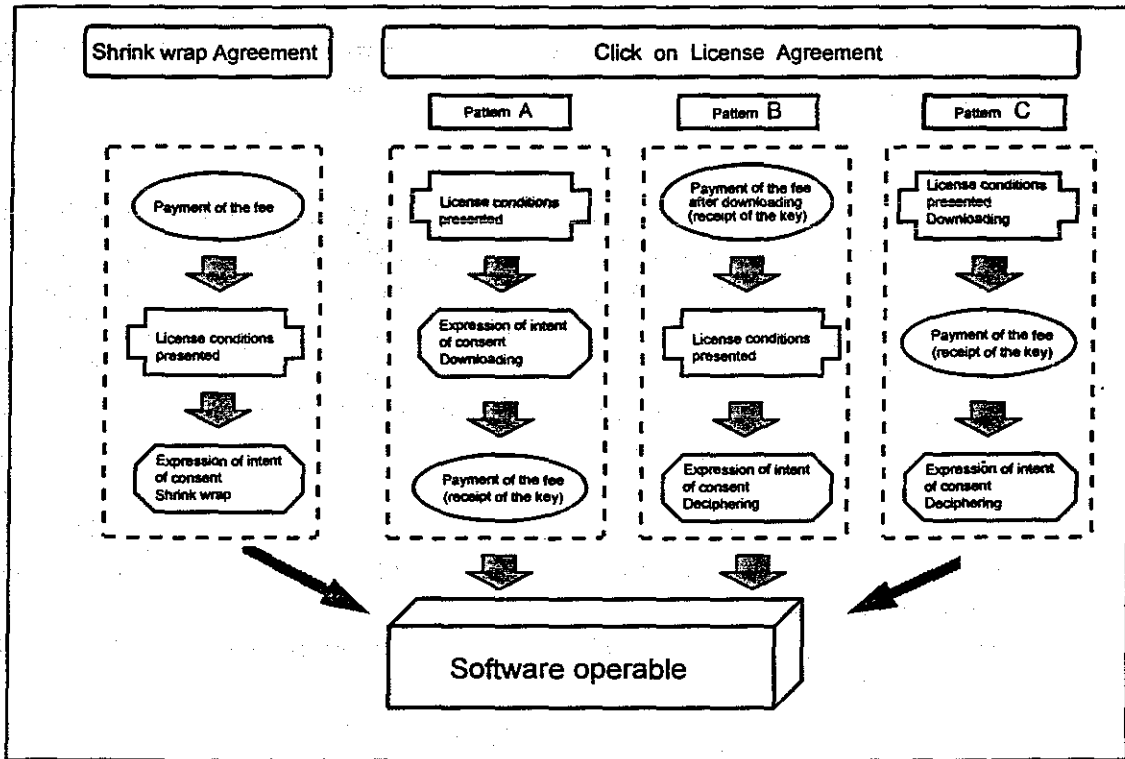 Shrink wrap Agreement
Click on License Agreement
Pattern A
Pattern B
Pattern C
Payment of the fee
License conditions
presented
Expression of intent
of consent
Shrink wrap
License conditions
presented
Expression of intent
of consent
Downloading
Payment of the fee
(receipt of the key)
Payment of the fee
after downloading
(receipt of the key)
License conditions
presented
Expression of intent
of consent
Deciphering
License conditions
presented
Downloading
Payment of the fee
(receipt of the key)
Expression of intent
of consent
Deciphering
Software operable